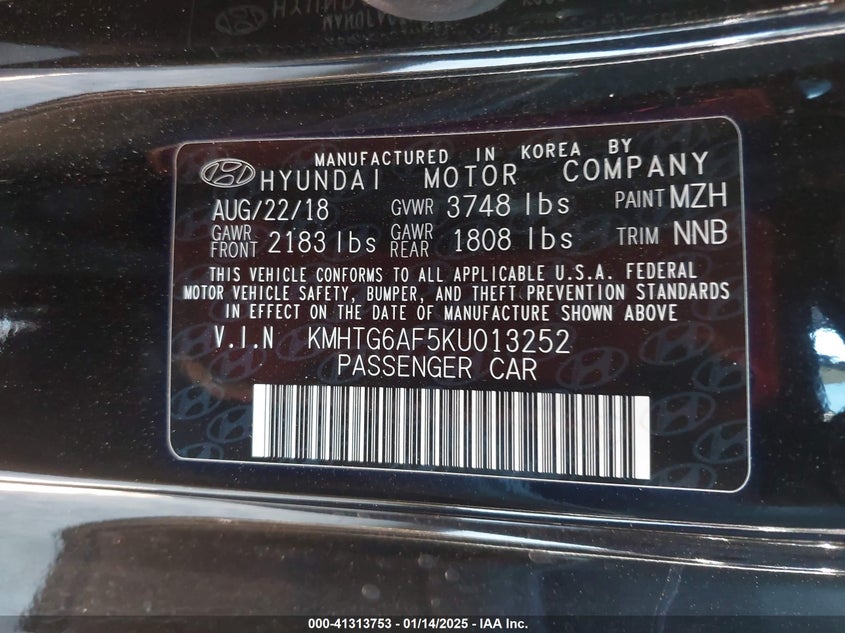 MANUFACTURED IN KOREA BY
HYUNDAI MOTOR COMPANY
AUG/22/18 GVWR 3748 lbs PAINT MZH
GAWR FRONT 2183 lbs GAWR REAR 1808 lbs TRIM NNB
THIS VEHICLE CONFORMS TO ALL APPLICABLE U.S.A. FEDERAL
MOTOR VEHICLE SAFETY, BUMPER, AND THEFT PREVENTION STANDARDS
IN EFFECT ON THE DATE OF MANUFACTURE SHOWN ABOVE
V.I.N KMHTG6AF5KU013252
PASSENGER CAR
000-41313753 - 01/14/2025 - IAA Inc.